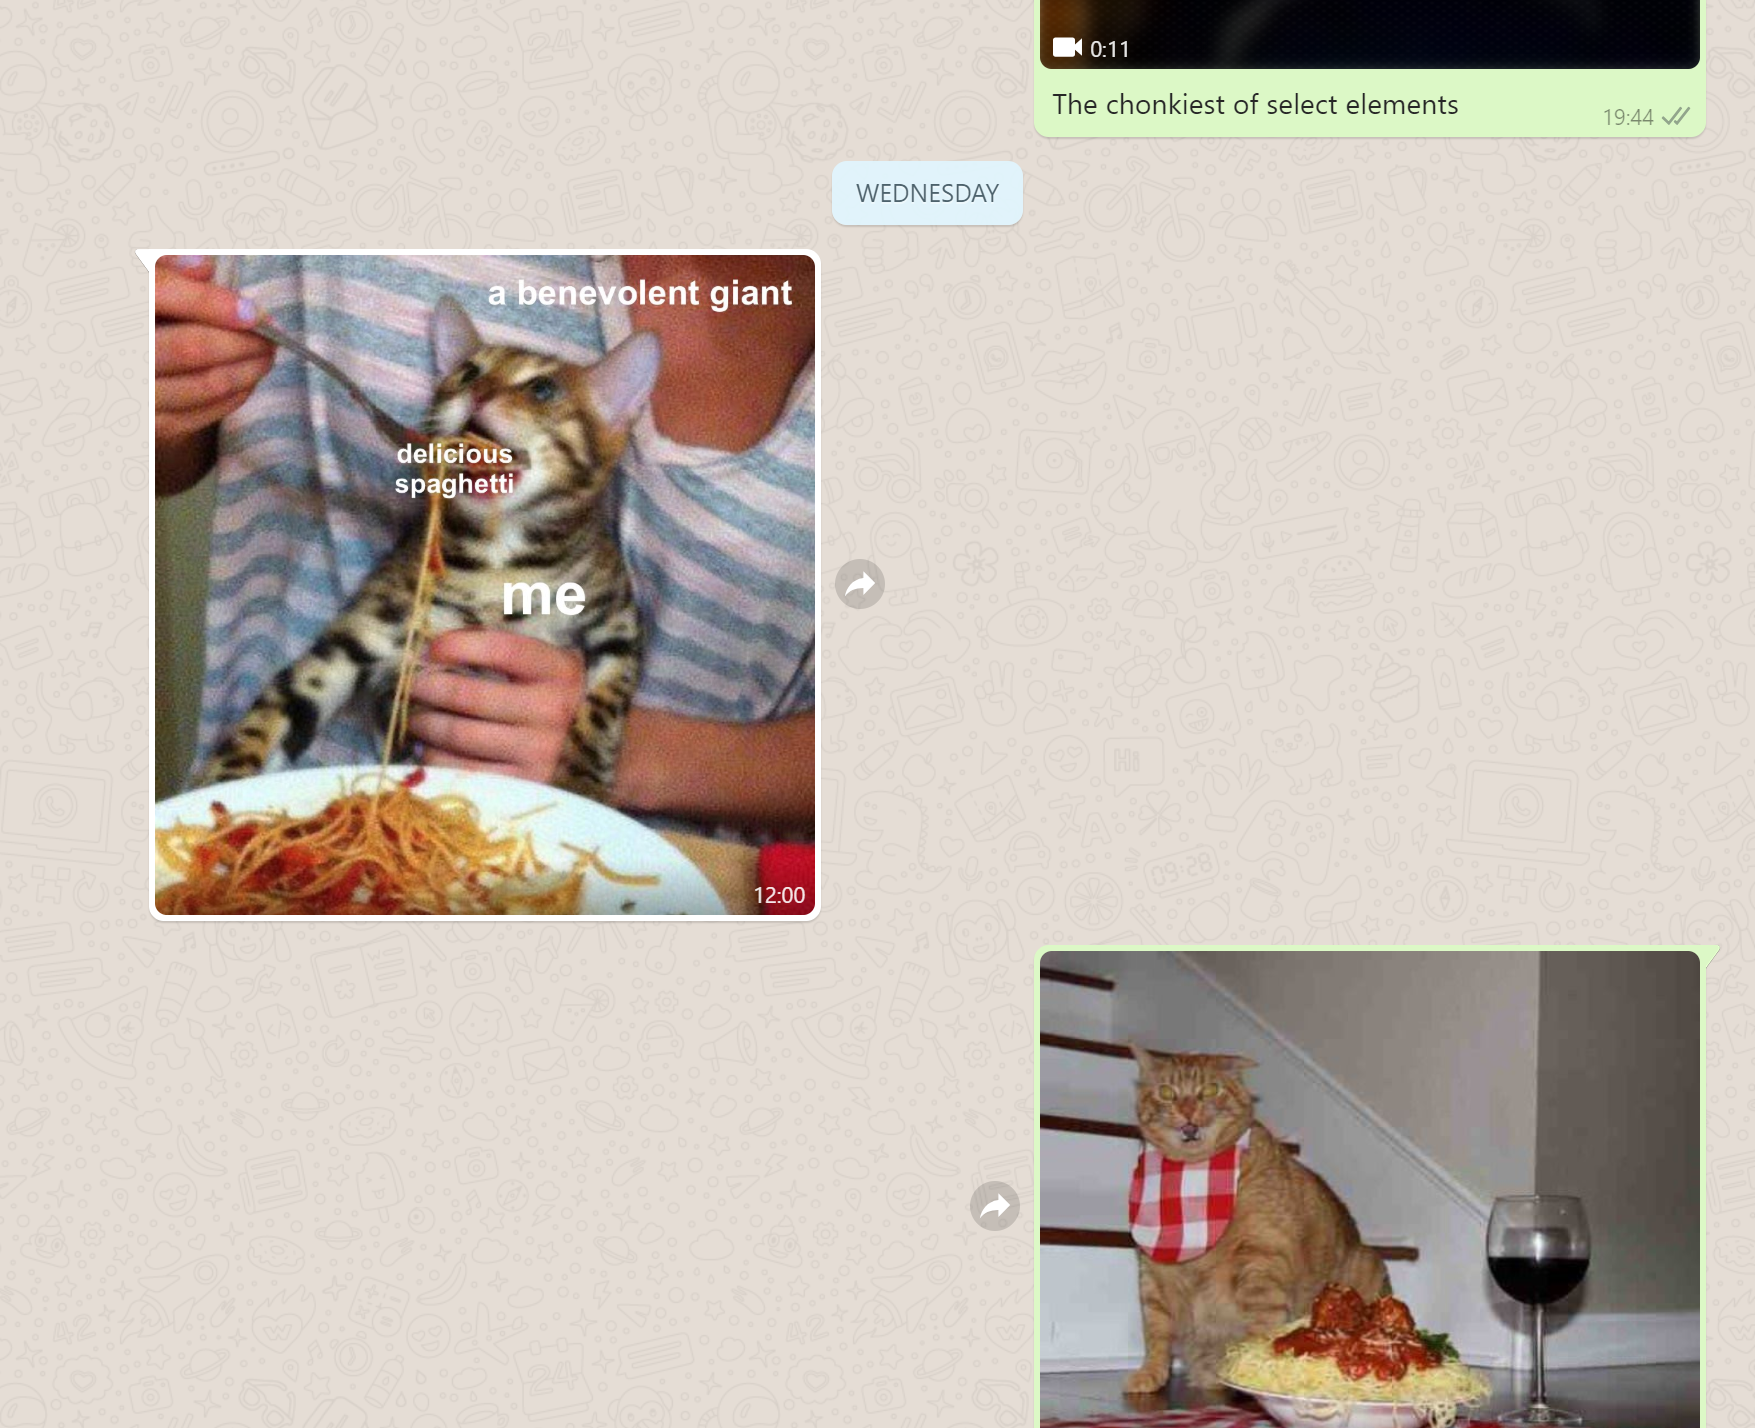 0:11
The chonkiest of select elements
19:44
WEDNESDAY
a benevolent giant
delicious
spaghetti
me
12:00